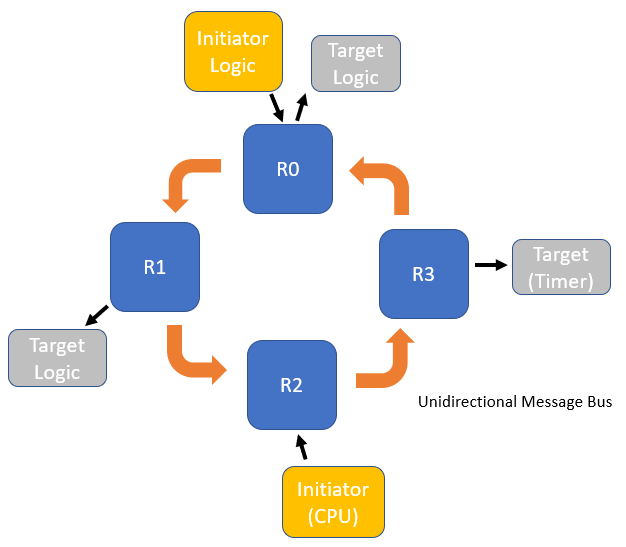 Initiator
Logic
Target
Logic
R0
R1
R3
Target
(Timer)
Target
Logic
R2
Unidirectional Message Bus
Initiator
(CPU)